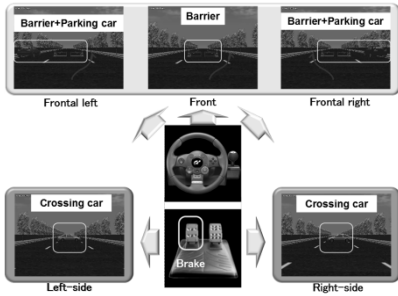 Barrier+Parking car
Barrier
Barrier+Parking car
Frontal left
Front
Frontal right
Crossing car
Crossing car
Brake
Left-side
Right-side